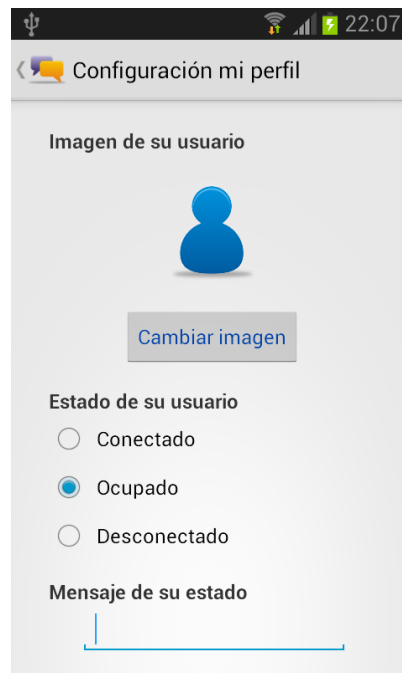 22:07
Configuración mi perfil
Imagen de su usuario
Cambiar imagen
Estado de su usuario
Conectado
Ocupado
Desconectado
Mensaje de su estado